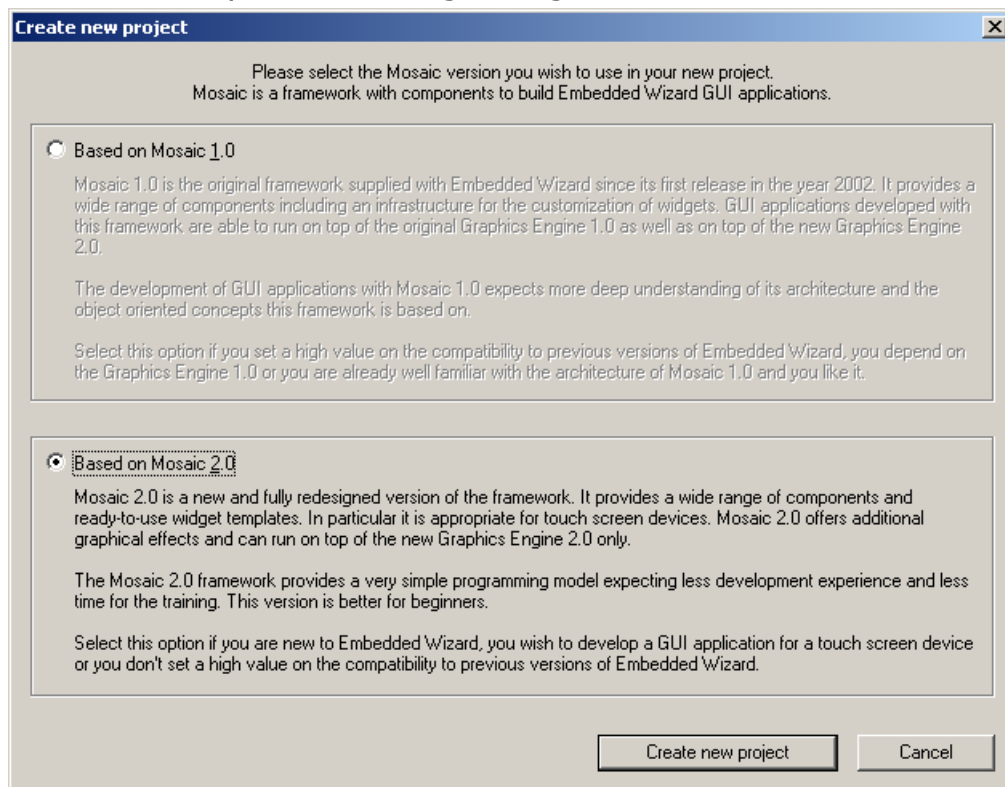 Create new project
Please select the Mosaic version you wish to use in your new project.
Mosaic is a framework with components to build Embedded Wizard GUI applications.
Based on Mosaic 1.0
Mosaic 1.0 is the original framework supplied with Embedded Wizard since its first release in the year 2002. It provides a
wide range of components including an infrastructure for the customization of widgets. GUI applications developed with
this framework are able to run on top of the original Graphics Engine 1.0 as well as on top of the new Graphics Engine
2.0.
The development of GUI applications with Mosaic 1.0 expects more deep understanding of its architecture and the
object oriented concepts this framework is based on.
Select this option if you set a high value on the compatibility to previous versions of Embedded Wizard, you depend on
the Graphics Engine 1.0 or you are already well familiar with the architecture of Mosaic 1.0 and you like it.
Based on Mosaic 2.0
Mosaic 2.0 is a new and fully redesigned version of the framework. It provides a wide range of components and
ready-to-use widget templates. In particular it is appropriate for touch screen devices. Mosaic 2.0 offers additional
graphical effects and can run on top of the new Graphics Engine 2.0 only.
The Mosaic 2.0 framework provides a very simple programming model expecting less development experience and less
time for the training. This version is better for beginners.
Select this option if you are new to Embedded Wizard, you wish to develop a GUI application for a touch screen device
or you don't set a high value on the compatibility to previous versions of Embedded Wizard.
Create new project
Cancel